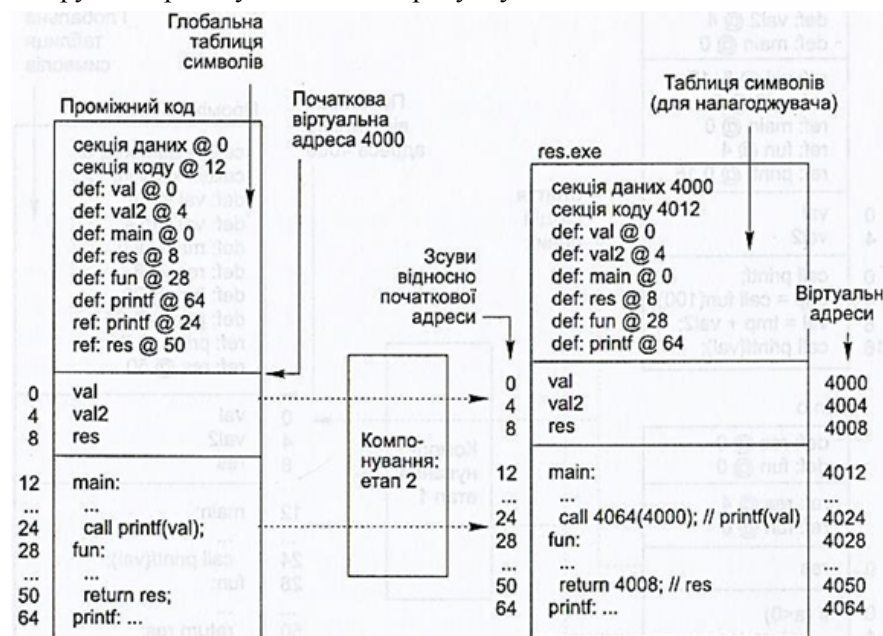 Глобальна
таблиця
символів
Проміжний код
Початкова
віртуальна
адреса 4000
секція даних @ 0
секція коду @ 12
def: val @ 0
def: val2 @ 4
def: main @ 0
def: res @ 8
def: fun @ 28
def: printf @ 64
ref: printf @ 24
ref: res @ 50
0 val
4 val2
8 res
12 main:
... ...
24 call printf(val);
28 fun:
... ...
50 return res;
64 printf: ...
Компо-
нування:
етап 2
Зсуви
відносно
початкової
адреси
Таблиця символів
(для налагоджувача)
res.exe
секція даних 4000
секція коду 4012
def: val @ 0
def: val2 @ 4
def: main @ 0
def: res @ 8
def: fun @ 28
def: printf @ 64
Віртуальн
адреси
0 val 4000
4 val2 4004
8 res 4008
12 main: 4012
... ... ...
24 call 4064(4000); // printf(val) 4024
28 fun: 4028
... ... ...
50 return 4008; // res 4050
64 printf: ... 4064